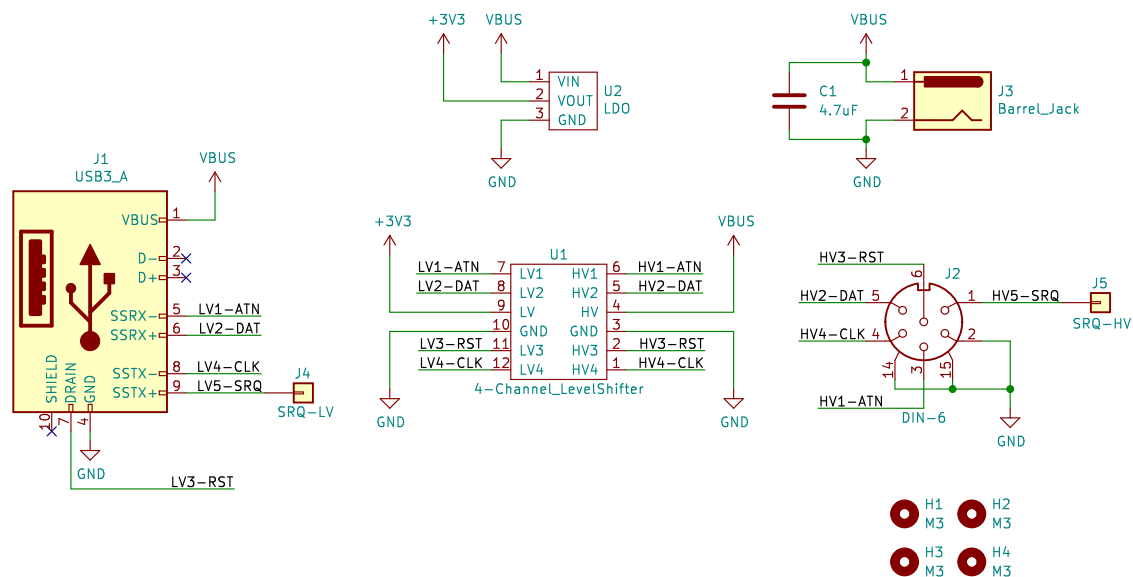 +3V3
VBUS
1 VIN
2 VOUT
3 GND
U2
LDO
GND
VBUS
C1
4.7uF
1
2
J3
Barrel_Jack
GND
J1
USB3_A
VBUS
VBUS 1
D- 2
D+ 3
SSRX- 5 LV1-ATN
SSRX+ 6 LV2-DAT
SSTX- 8 LV4-CLK
SSTX+ 9 LV5-SRQ
SHIELD
DRAIN
GND
10
7
4
GND
LV3-RST
J4
SRQ-LV
+3V3
VBUS
U1
LV1-ATN 7 LV1 HV1 6 HV1-ATN
LV2-DAT 8 LV2 HV2 5 HV2-DAT
9 LV HV 4
10 GND GND 3
LV3-RST 11 LV3 HV3 2 HV3-RST
LV4-CLK 12 LV4 HV4 1 HV4-CLK
4-Channel_LevelShifter
GND
GND
HV3-RST
6
J2
HV2-DAT 5
1 HV5-SRQ
J5
SRQ-HV
HV4-CLK 4
2
14
3
15
HV1-ATN
DIN-6
GND
H1
M3
H2
M3
H3
M3
H4
M3